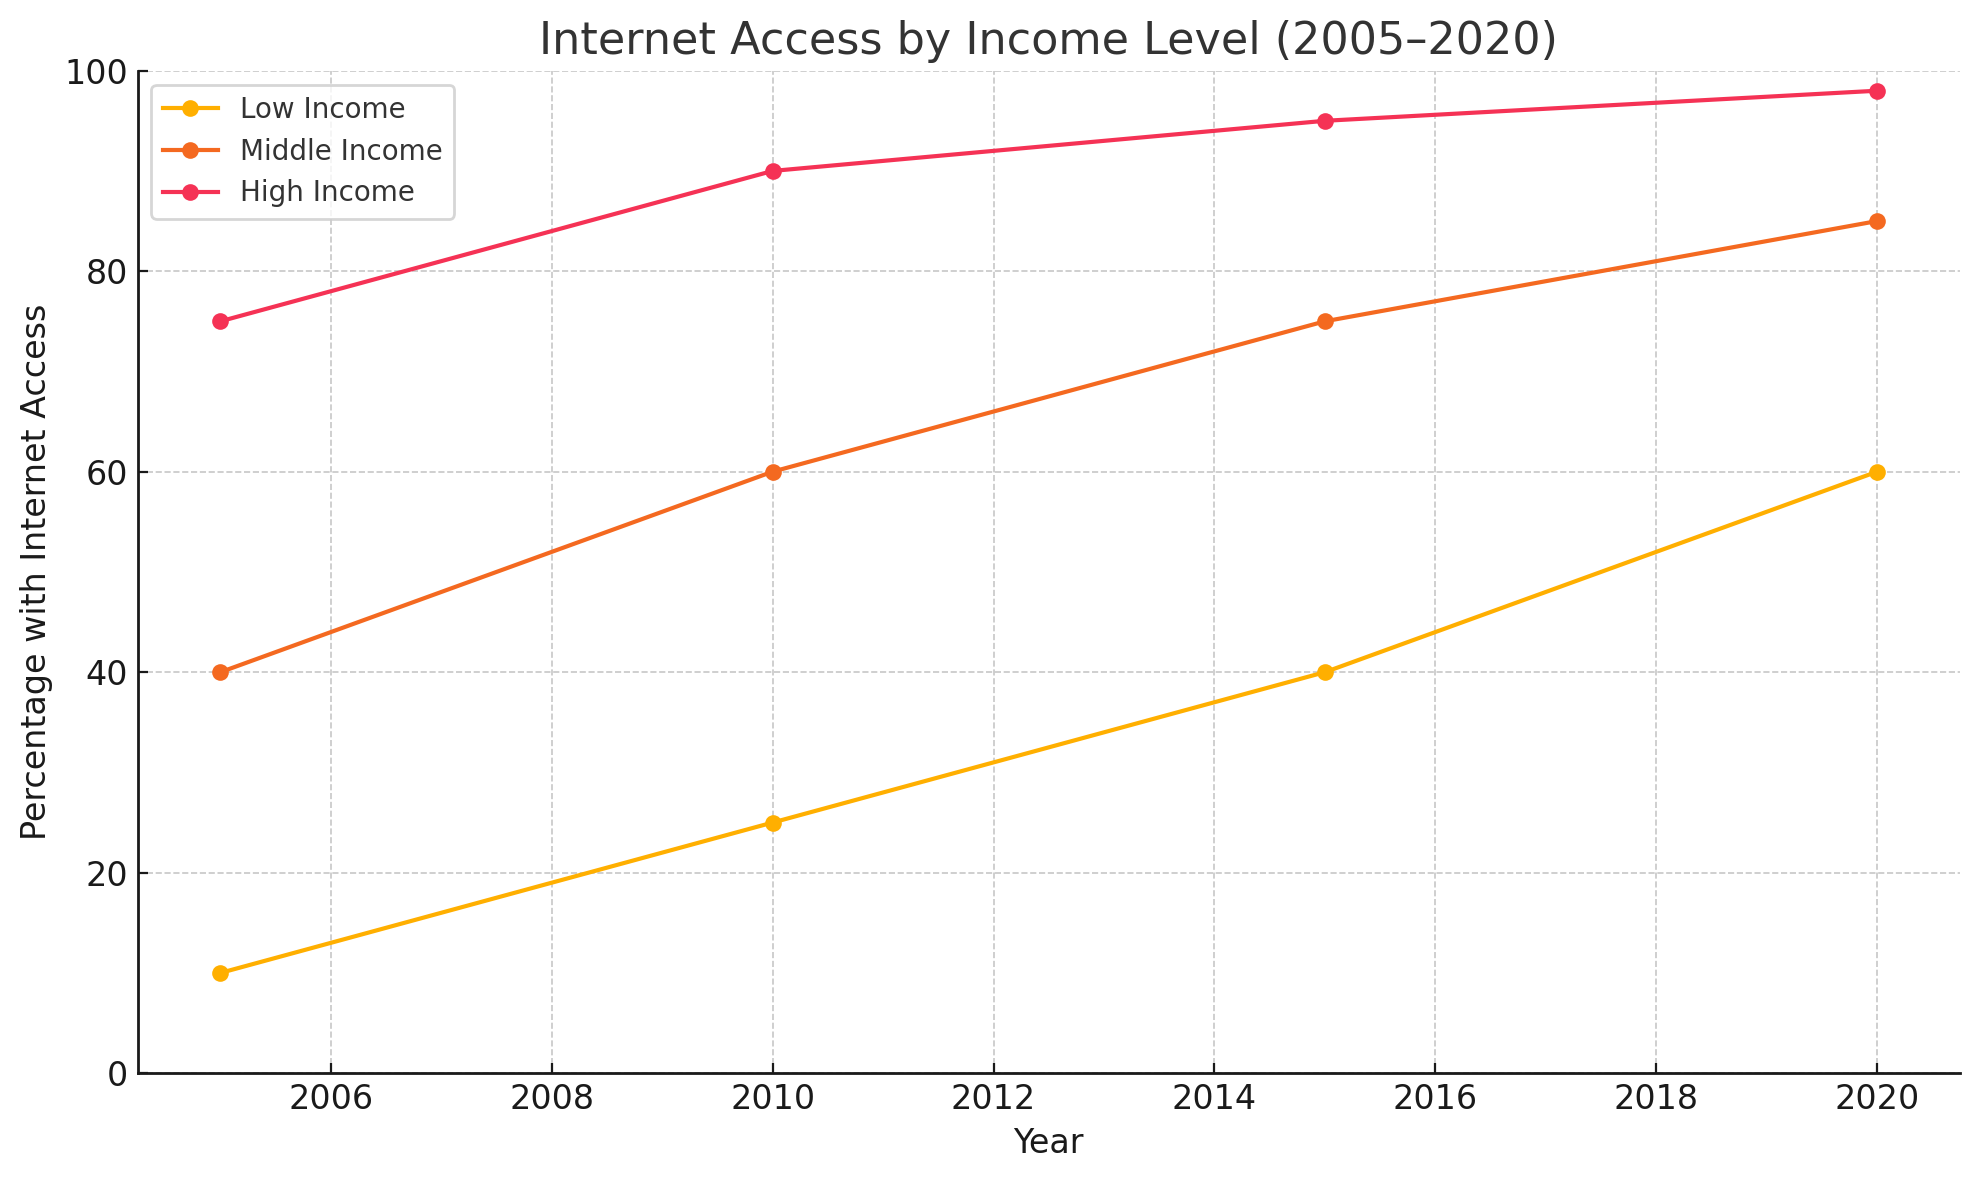 Internet Access by Income Level (2005–2020)
Low Income
Middle Income
High Income
Percentage with Internet Access
100
80
60
40
20
0
2006 2008 2010 2012 2014 2016 2018 2020
Year